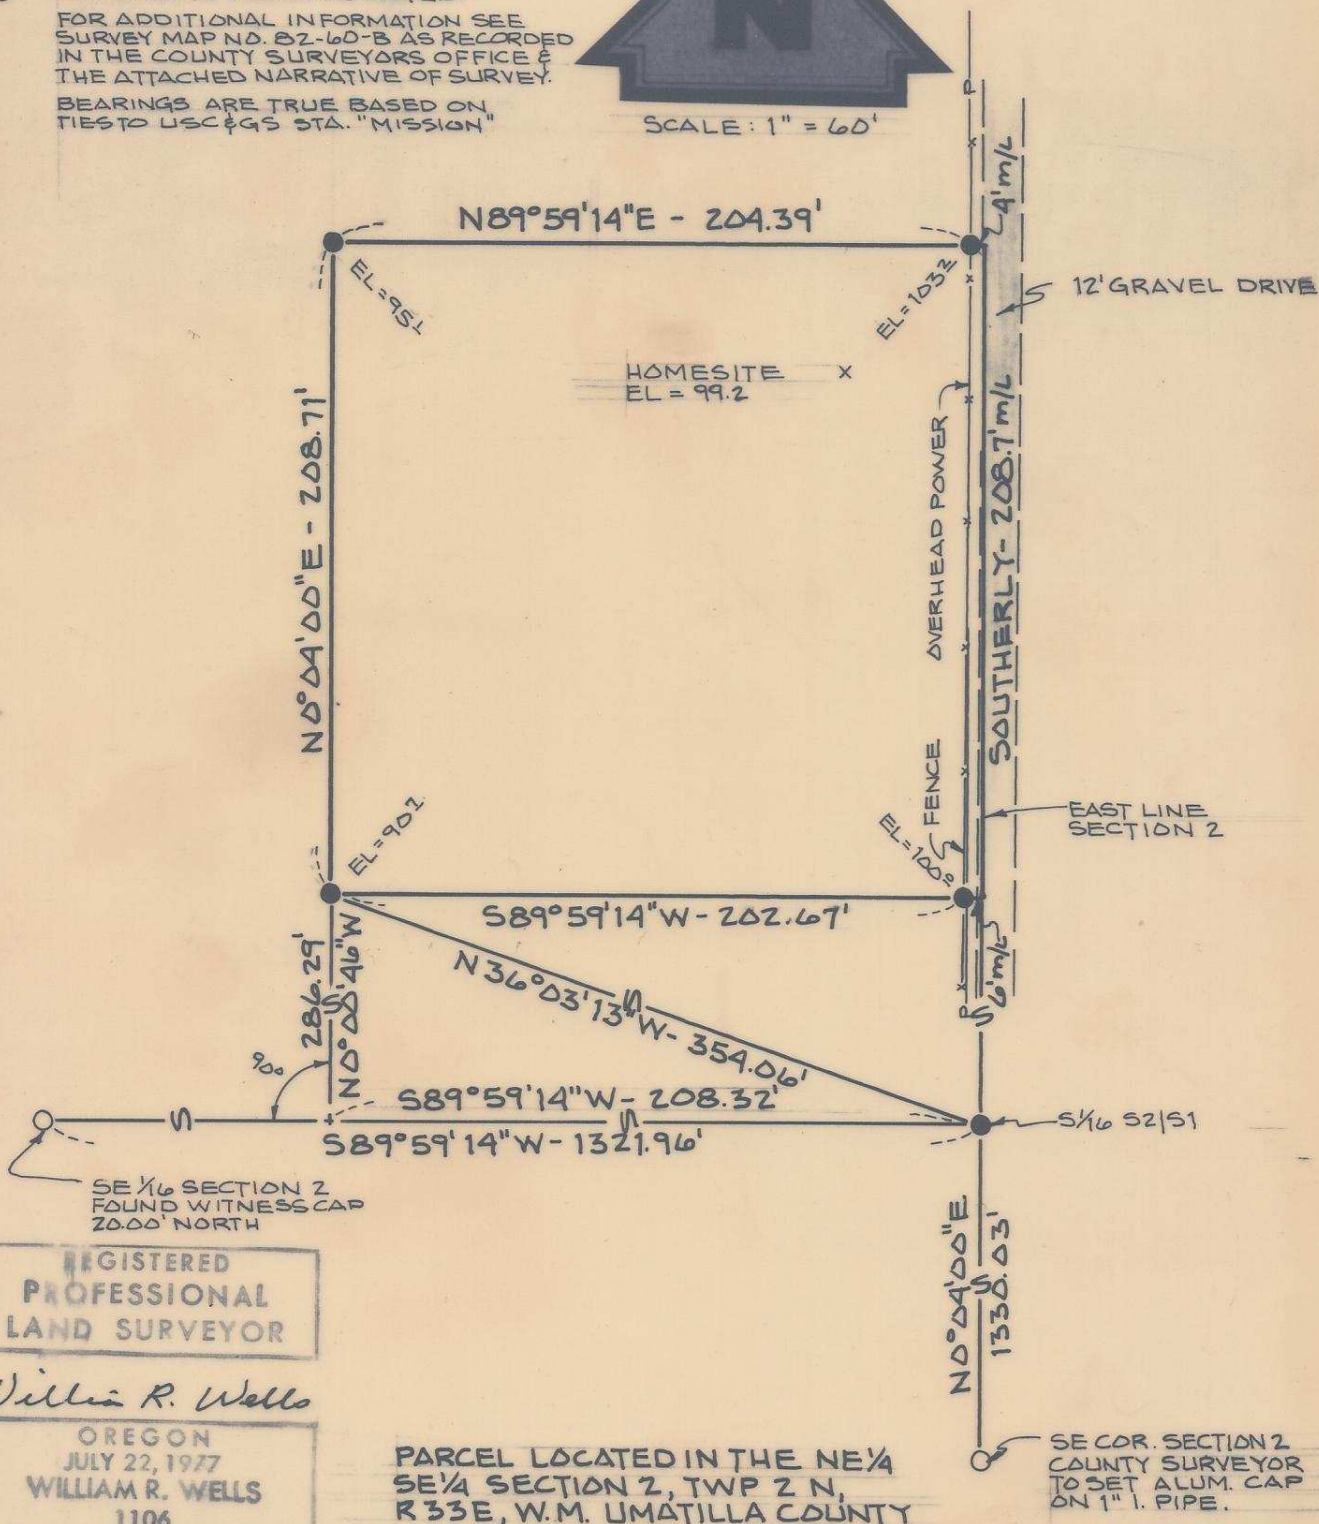 FOR ADDITIONAL INFORMATION SEE
SURVEY MAP NO. 82-60-B AS RECORDED
IN THE COUNTY SURVEYORS OFFICE &
THE ATTACHED NARRATIVE OF SURVEY.
BEARINGS ARE TRUE BASED ON
TIES TO USC&GS STA. "MISSION"
N
SCALE: 1" = 60'
P
4' m/L
N89°59'14"E - 204.39'
EL=95±
EL=103±
12' GRAVEL DRIVE
HOMESITE x
EL = 99.2
N0°04'00"E - 208.71'
OVERHEAD POWER
SOUTHERLY - 208.7' m/L
FENCE
EAST LINE
SECTION 2
EL=90±
EL=100.10
S89°59'14"W - 202.67'
6' m/L
P
286.29'
N0°00'46"W
N36°03'13"W - 354.06'
90°
S89°59'14"W - 208.32'
S89°59'14"W - 1321.96'
S1/16 S2|S1
SE 1/16 SECTION 2
FOUND WITNESS CAP
20.00' NORTH
N0°04'00"E
1330.03'
REGISTERED
PROFESSIONAL
LAND SURVEYOR
William R. Wells
OREGON
JULY 22, 1977
WILLIAM R. WELLS
1106
PARCEL LOCATED IN THE NE1/4
SE1/4 SECTION 2, TWP 2 N,
R33E, W.M. UMATILLA COUNTY
SE COR. SECTION 2
COUNTY SURVEYOR
TO SET ALUM. CAP
ON 1" I. PIPE.